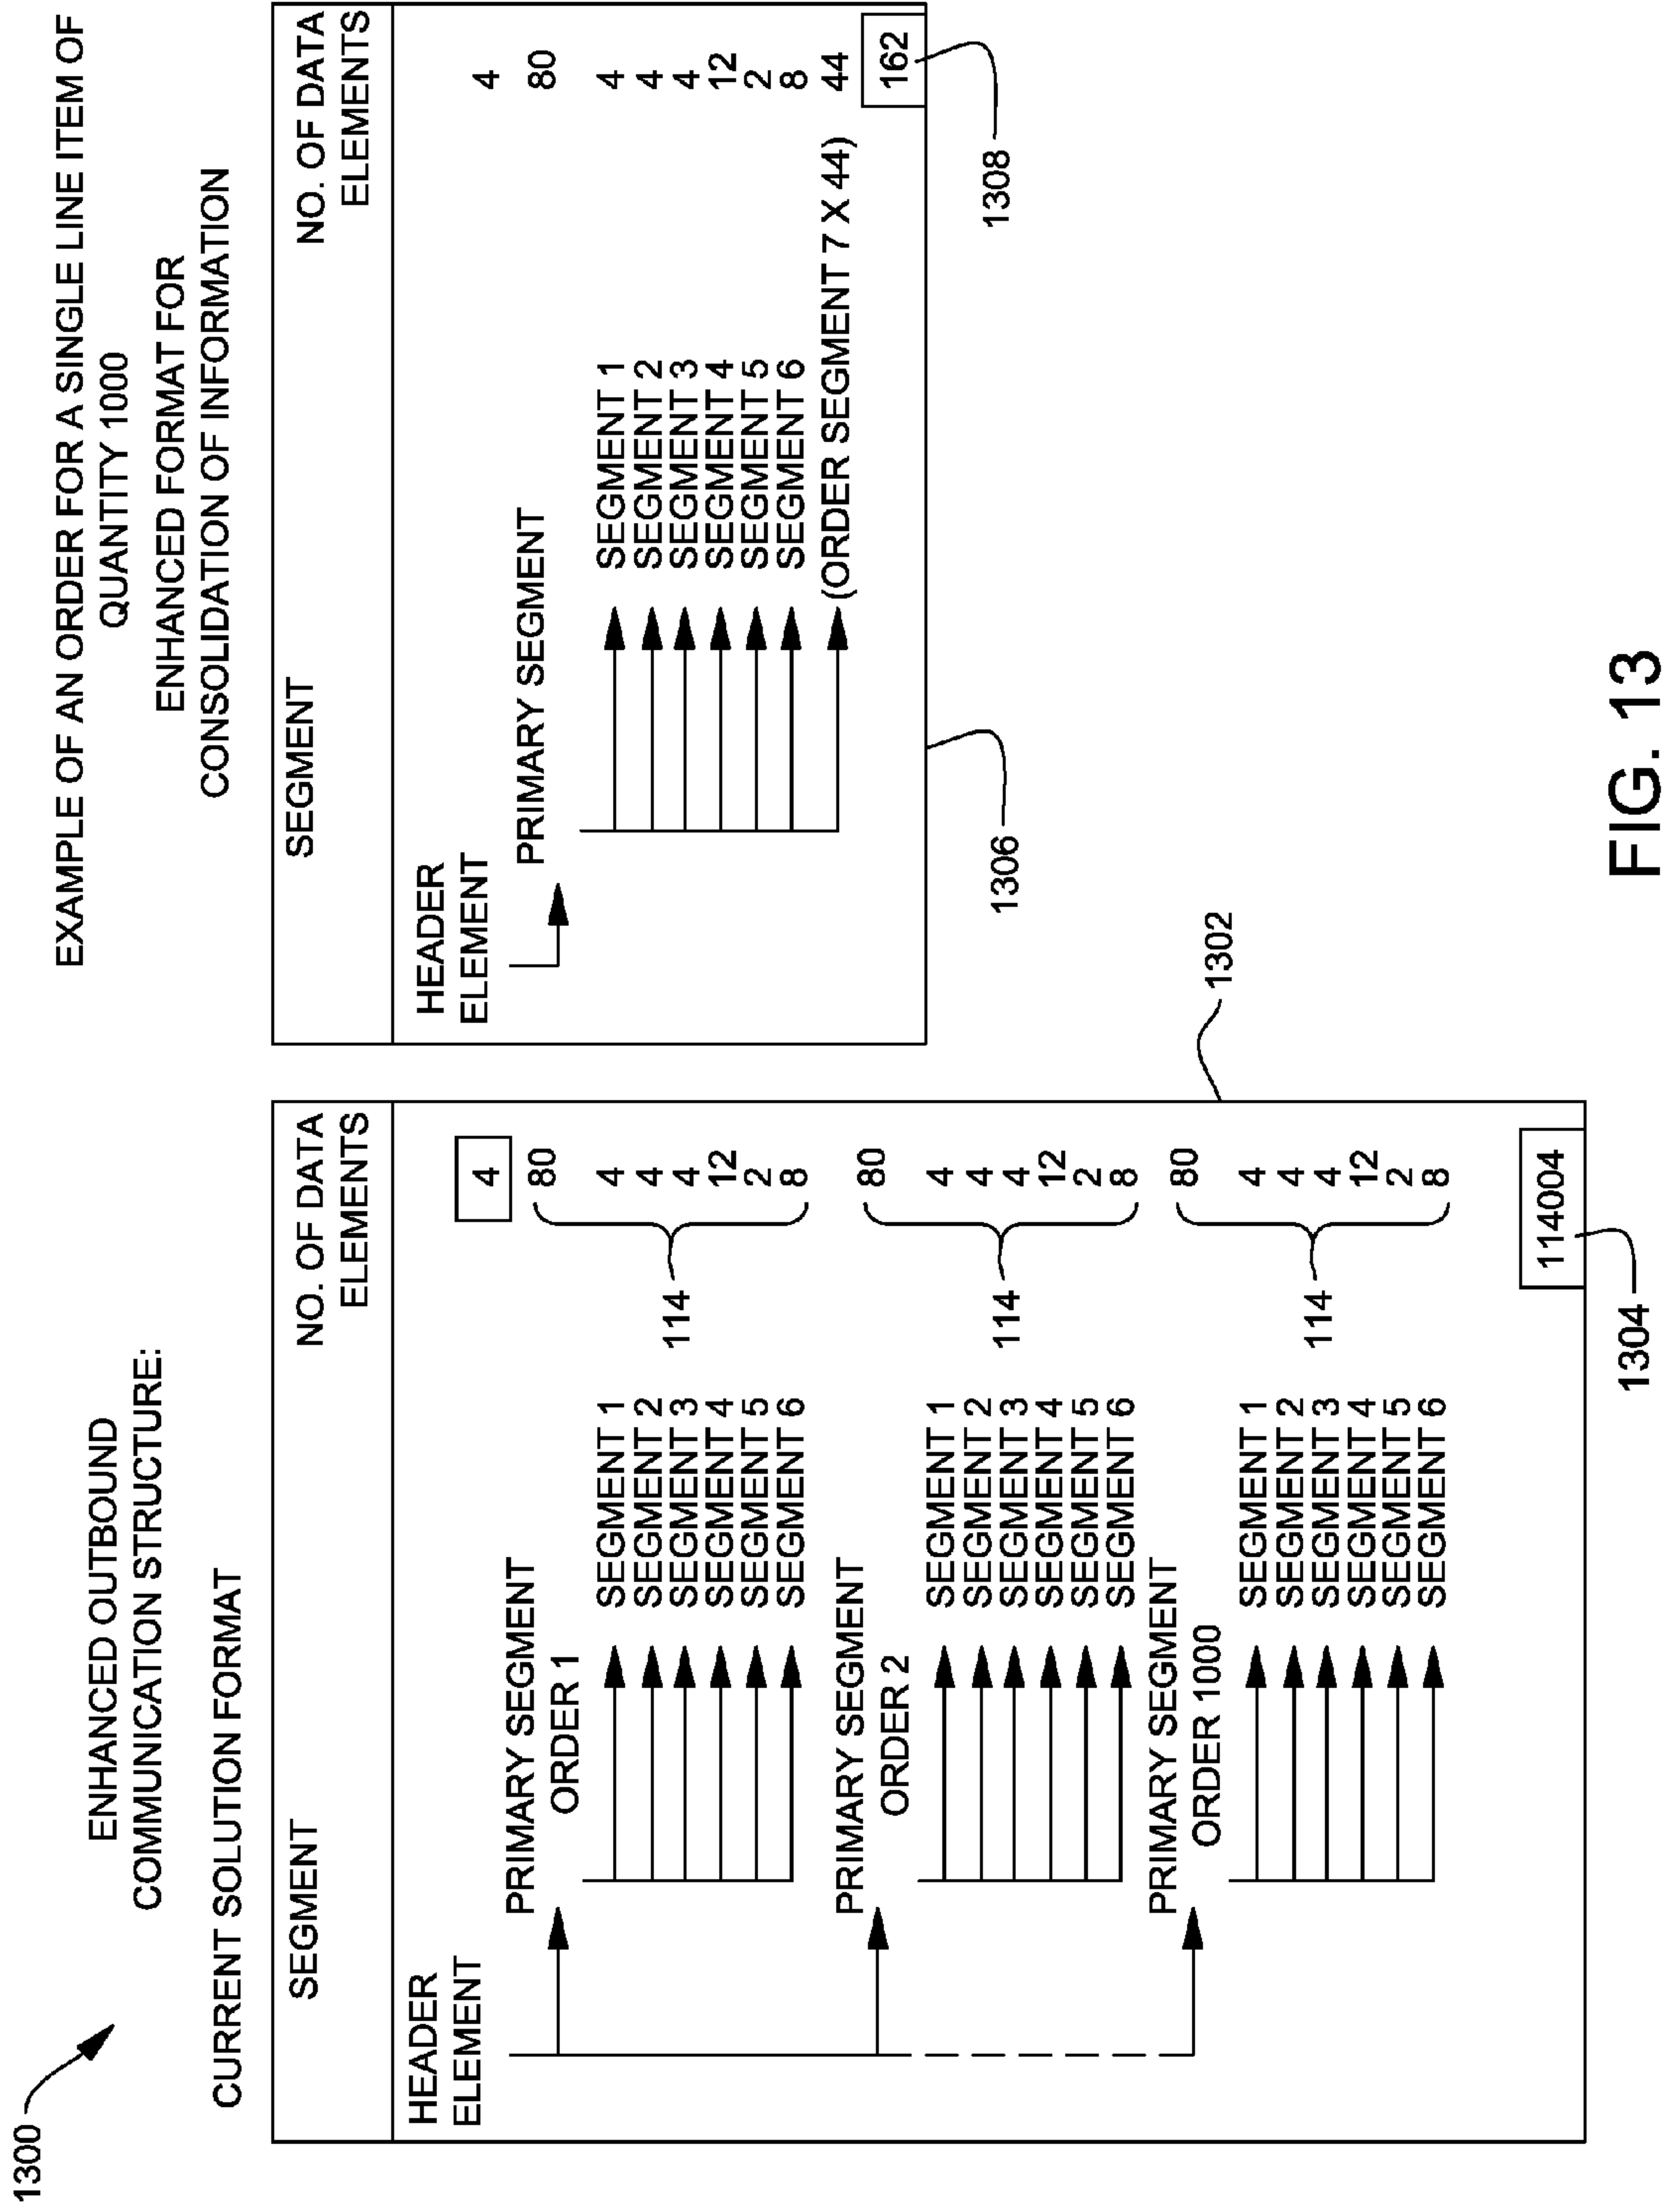 1300
ENHANCED OUTBOUND
COMMUNICATION STRUCTURE:
CURRENT SOLUTION FORMAT
SEGMENT NO. OF DATA
ELEMENTS
HEADER
ELEMENT 4
PRIMARY SEGMENT 80
ORDER 1
SEGMENT 1 4
SEGMENT 2 4
SEGMENT 3 4
SEGMENT 4 12
SEGMENT 5 2
SEGMENT 6 8
114
PRIMARY SEGMENT 80
ORDER 2
SEGMENT 1 4
SEGMENT 2 4
SEGMENT 3 4
SEGMENT 4 12
SEGMENT 5 2
SEGMENT 6 8
114
PRIMARY SEGMENT 80
ORDER 1000
SEGMENT 1 4
SEGMENT 2 4
SEGMENT 3 4
SEGMENT 4 12
SEGMENT 5 2
SEGMENT 6 8
114
114004
1302
1304
EXAMPLE OF AN ORDER FOR A SINGLE LINE ITEM OF
QUANTITY 1000
ENHANCED FORMAT FOR
CONSOLIDATION OF INFORMATION
SEGMENT NO. OF DATA
ELEMENTS
HEADER
ELEMENT 4
PRIMARY SEGMENT 80
SEGMENT 1 4
SEGMENT 2 4
SEGMENT 3 4
SEGMENT 4 12
SEGMENT 5 2
SEGMENT 6 8
(ORDER SEGMENT 7 X 44) 44
162
1306
1308
FIG. 13